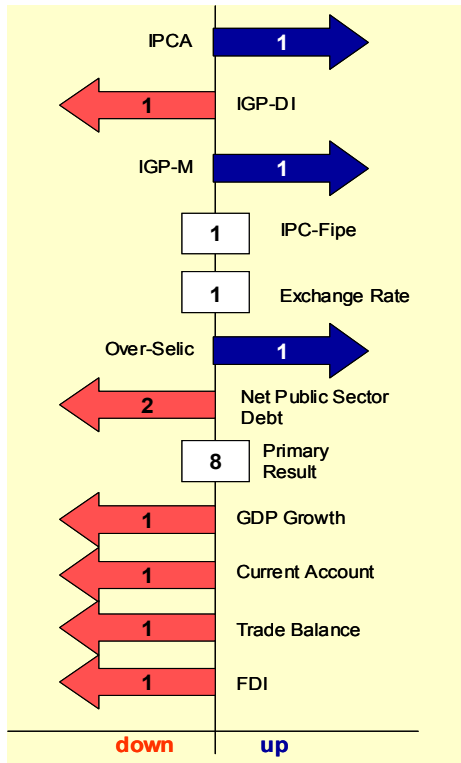 IPCA 1
1 IGP-DI
IGP-M 1
1 IPC-Fipe
1 Exchange Rate
Over-Selic 1
2 Net Public Sector
Debt
8 Primary
Result
1 GDP Growth
1 Current Account
1 Trade Balance
1 FDI
down up